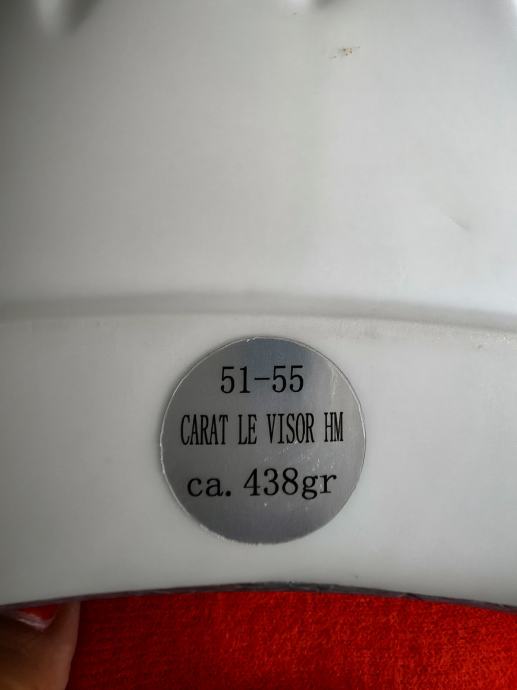 51-55
CARAT LE VISOR HM
ca. 438gr